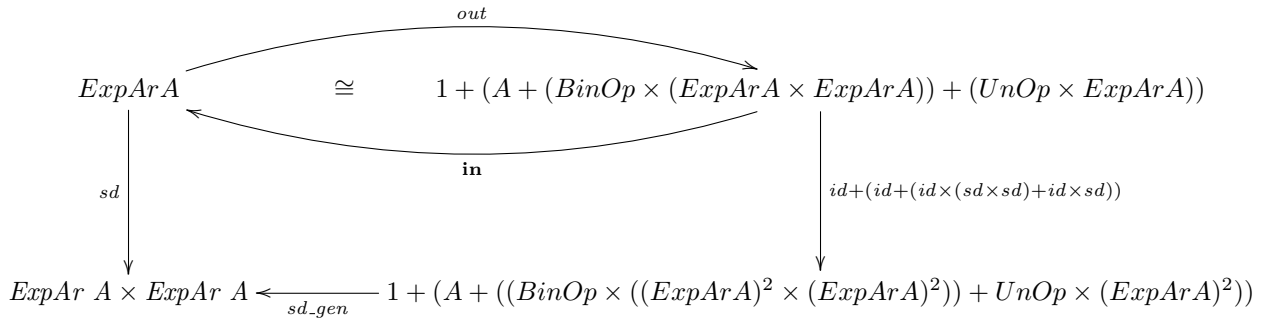 out
ExpArA ≅ 1 + (A + (BinOp × (ExpArA × ExpArA)) + (UnOp × ExpArA))
in
sd id+(id+(id×(sd×sd)+id×sd))
ExpAr A × ExpAr A 1 + (A + ((BinOp × ((ExpArA)² × (ExpArA)²)) + UnOp × (ExpArA)²))
sd_gen